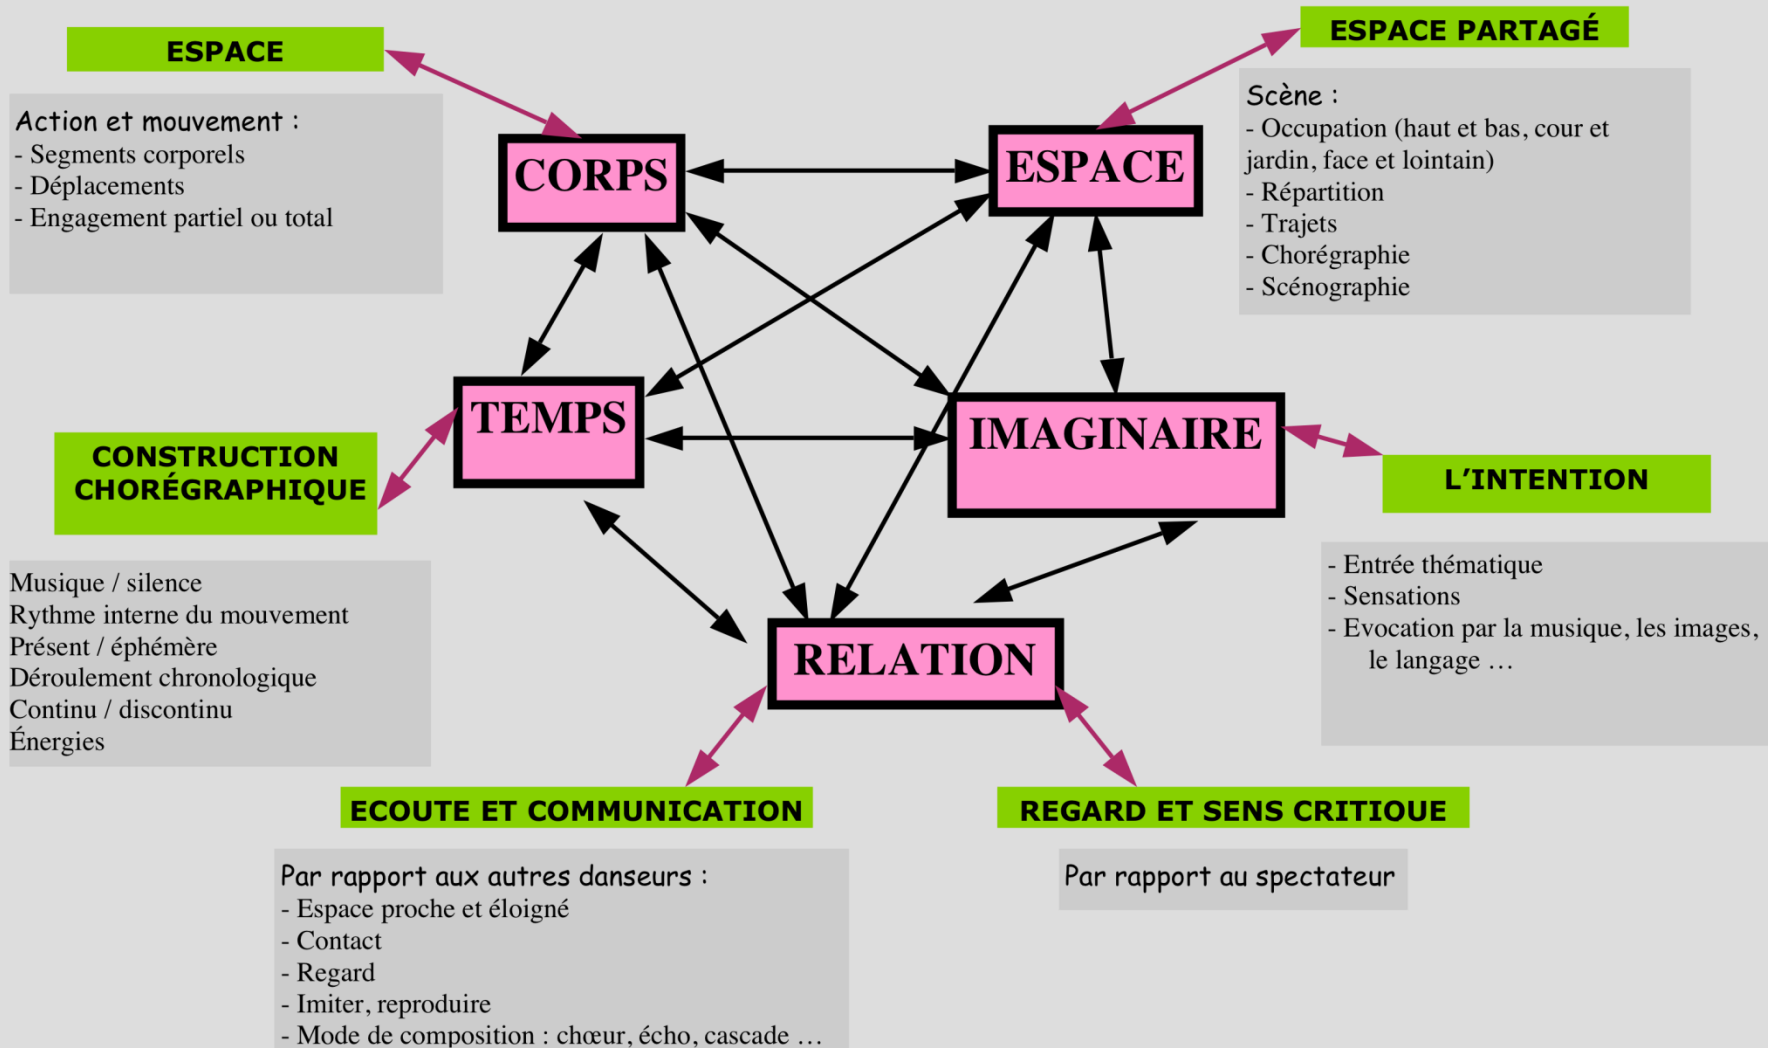 ESPACE
Action et mouvement :
- Segments corporels
- Déplacements
- Engagement partiel ou total
ESPACE PARTAGÉ
Scène :
- Occupation (haut et bas, cour et
jardin, face et lointain)
- Répartition
- Trajets
- Chorégraphie
- Scénographie
CORPS
ESPACE
TEMPS
IMAGINAIRE
RELATION
CONSTRUCTION
CHORÉGRAPHIQUE
Musique / silence
Rythme interne du mouvement
Présent / éphémère
Déroulement chronologique
Continu / discontinu
Énergies
L’INTENTION
- Entrée thématique
- Sensations
- Evocation par la musique, les images,
le langage …
ECOUTE ET COMMUNICATION
Par rapport aux autres danseurs :
- Espace proche et éloigné
- Contact
- Regard
- Imiter, reproduire
- Mode de composition : chœur, écho, cascade …
REGARD ET SENS CRITIQUE
Par rapport au spectateur